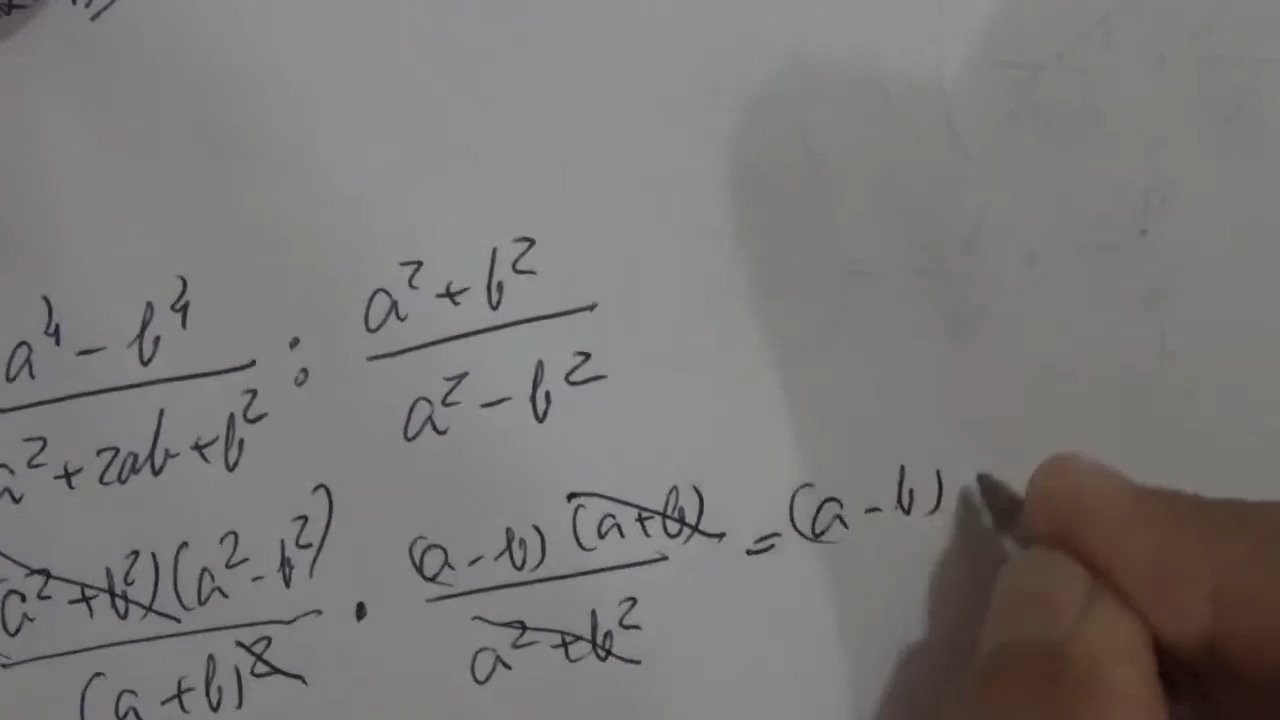 a⁴ - b⁴ : a² + b²
a² + 2ab + b² a² - b²
(a² + b²)(a² - b²) · (a - b)(a + b) = (a - b)
(a + b)² a² + b²